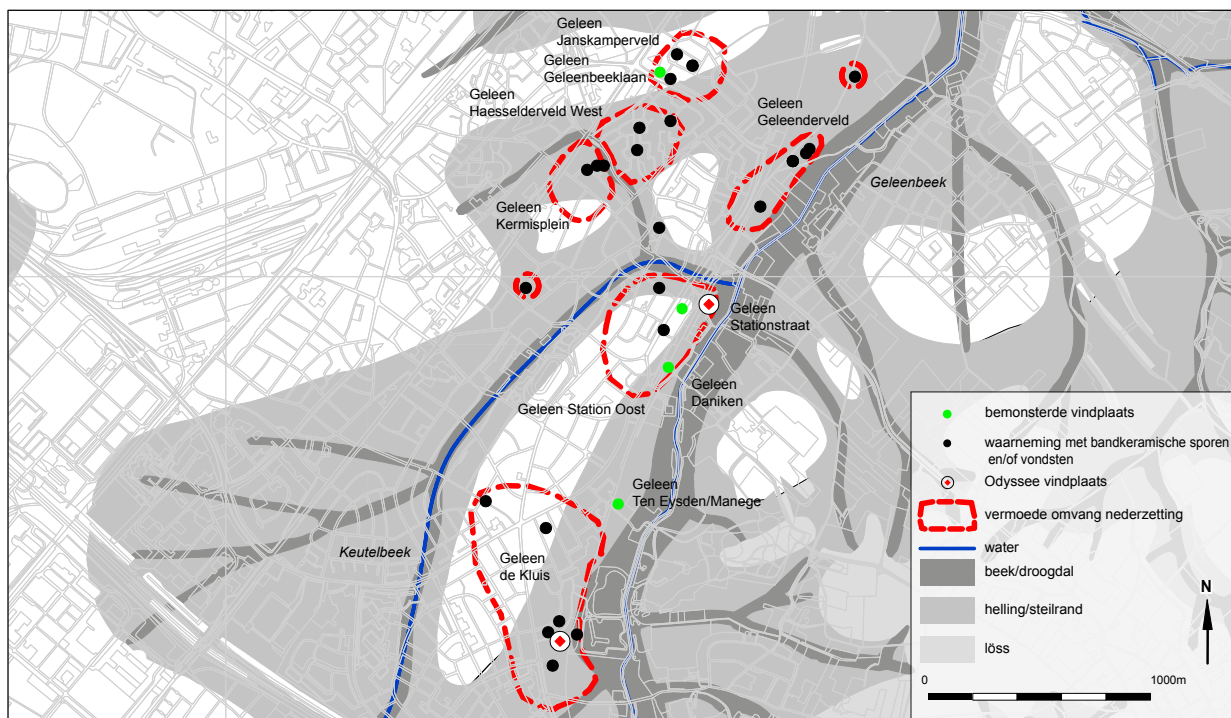 Geleen
Janskamperveld
Geleen
Geleenbeeklaan
Geleen
Haesselderveld West
Geleen
Geleenderveld
Geleenbeek
Geleen
Kermisplein
Geleen
Stationstraat
Geleen
Daniken
Geleen Station Oost
Geleen
Ten Eysden/Manege
Keutelbeek
Geleen
de Kluis
bemonsterde vindplaats
waarneming met bandkeramische sporen
en/of vondsten
Odyssee vindplaats
vermoede omvang nederzetting
water
beek/droogdal
helling/steilrand
löss
N
0 1000m